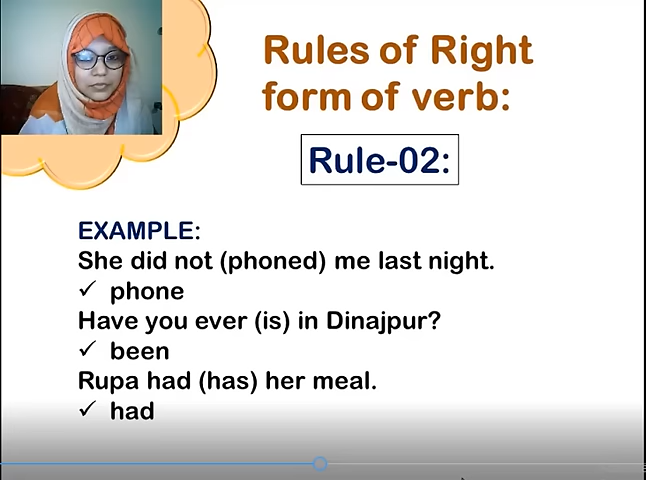 Rules of Right
form of verb:
Rule-02:
EXAMPLE:
She did not (phoned) me last night.
✓ phone
Have you ever (is) in Dinajpur?
✓ been
Rupa had (has) her meal.
✓ had